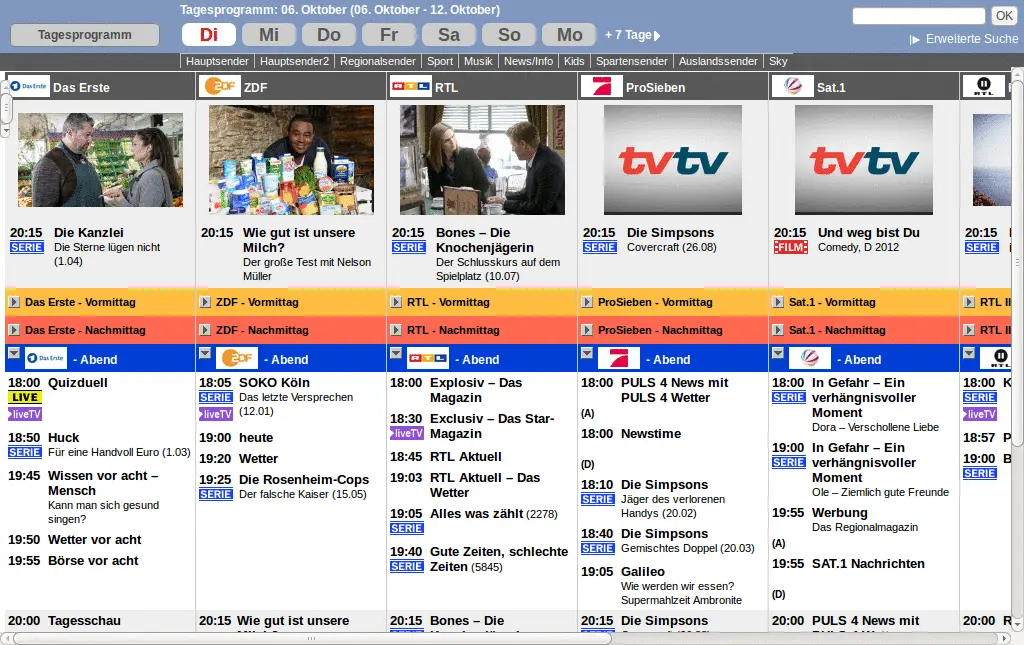 Tagesprogramm: 06. Oktober (06. Oktober - 12. Oktober)
Tagesprogramm
Di Mi Do Fr Sa So Mo + 7 Tage
OK
Erweiterte Suche
Hauptsender Hauptsender2 Regionalsender Sport Musik News/Info Kids Spartensender Auslandssender Sky
Das Erste Das Erste
ZDF ZDF
RTL RTL
ProSieben
Sat.1
RTL
tvtv
tvtv
20:15 Die Kanzlei
SERIE Die Sterne lügen nicht
(1.04)
20:15 Wie gut ist unsere
Milch?
Der große Test mit Nelson
Müller
20:15 Bones – Die
SERIE Knochenjägerin
Der Schlusskurs auf dem
Spielplatz (10.07)
20:15 Die Simpsons
SERIE Covercraft (26.08)
20:15 Und weg bist Du
FILM Comedy, D 2012
20:15
SERIE
Das Erste - Vormittag
ZDF - Vormittag
RTL - Vormittag
ProSieben - Vormittag
Sat.1 - Vormittag
RTL II
Das Erste - Nachmittag
ZDF - Nachmittag
RTL - Nachmittag
ProSieben - Nachmittag
Sat.1 - Nachmittag
RTL II
Das Erste - Abend
ZDF - Abend
RTL - Abend
- Abend
- Abend
RTL
18:00 Quizduell
LIVE
liveTV
18:50 Huck
SERIE Für eine Handvoll Euro (1.03)
19:45 Wissen vor acht –
Mensch
Kann man sich gesund
singen?
19:50 Wetter vor acht
19:55 Börse vor acht
20:00 Tagesschau
18:05 SOKO Köln
SERIE Das letzte Versprechen
liveTV (12.01)
19:00 heute
19:20 Wetter
19:25 Die Rosenheim-Cops
SERIE Der falsche Kaiser (15.05)
20:15 Wie gut ist unsere
18:00 Explosiv – Das
Magazin
18:30 Exclusiv – Das Star-
liveTV Magazin
18:45 RTL Aktuell
19:03 RTL Aktuell – Das
Wetter
19:05 Alles was zählt (2278)
SERIE
19:40 Gute Zeiten, schlechte
SERIE Zeiten (5845)
20:15 Bones – Die
18:00 PULS 4 News mit
PULS 4 Wetter
(A)
18:00 Newstime
(D)
18:10 Die Simpsons
SERIE Jäger des verlorenen
Handys (20.02)
18:40 Die Simpsons
SERIE Gemischtes Doppel (20.03)
19:05 Galileo
Wie werden wir essen?
Supermahlzeit Ambronite
20:15 Die Simpsons
18:00 In Gefahr – Ein
SERIE verhängnisvoller
Moment
Dora – Verschollene Liebe
19:00 In Gefahr – Ein
SERIE verhängnisvoller
Moment
Ole – Ziemlich gute Freunde
19:55 Werbung
Das Regionalmagazin
(A)
19:55 SAT.1 Nachrichten
(D)
20:00 PULS 4 News mit
18:00 K
SERIE
liveTV
18:57
19:00
SERIE
20:00